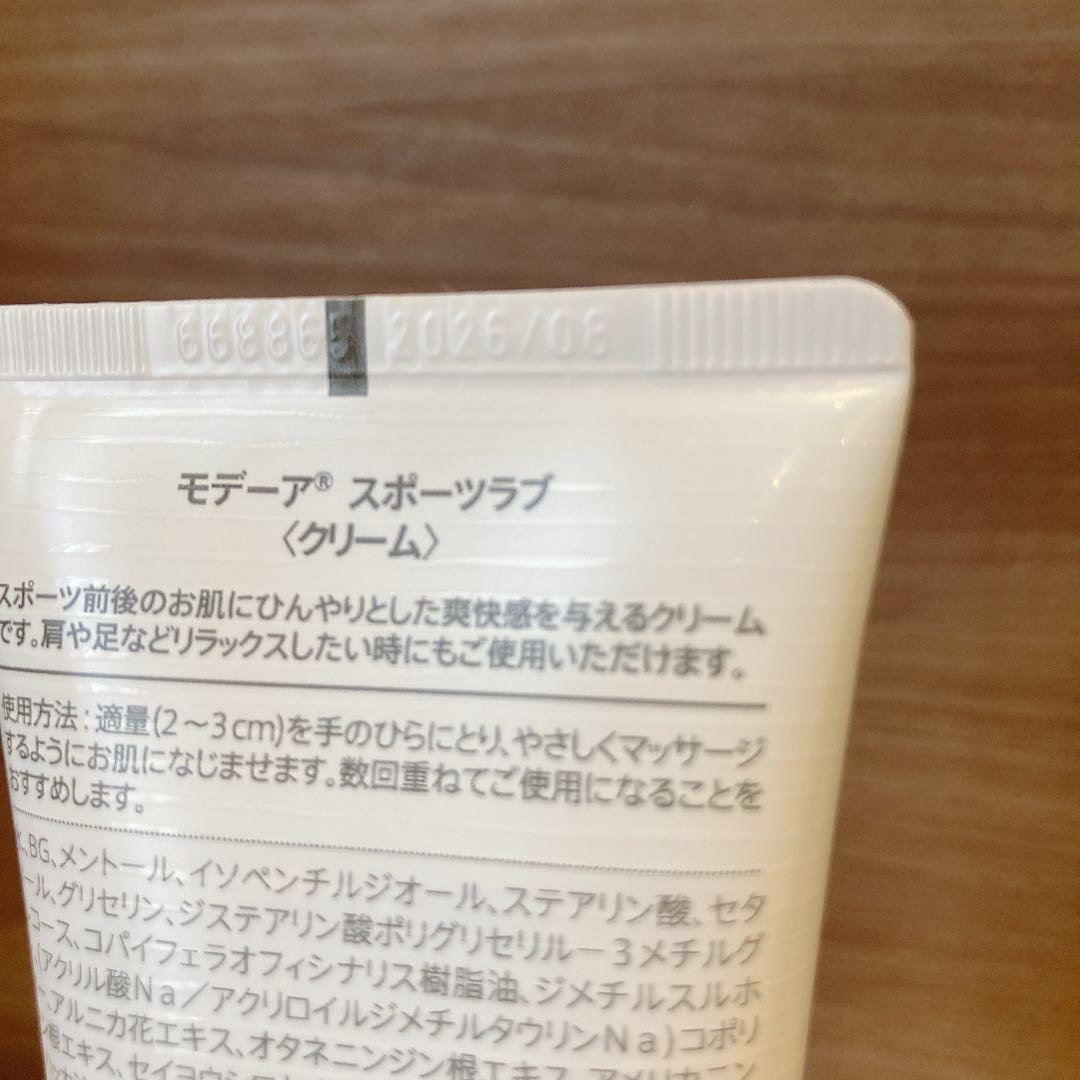 2026/08
モデーア® スポーツラブ
〈クリーム〉
スポーツ前後のお肌にひんやりとした爽快感を与えるクリーム
です。肩や足などリラックスしたい時にもご使用いただけます。
使用方法：適量(2～3cm)を手のひらにとり、やさしくマッサージ
するようにお肌になじませます。数回重ねてご使用になることを
おすすめします。
、BG、メントール、イソペンチルジオール、ステアリン酸、セタ
ール、グリセリン、ジステアリン酸ポリグリセリルー3メチルグ
コース、コパイフェラオフィシナリス樹脂油、ジメチルスルホ
(アクリル酸Na／アクリロイルジメチルタウリンNa)コポリ
、アルニカ花エキス、オタネニンジン根エキス、アメリカニン
根エキス、